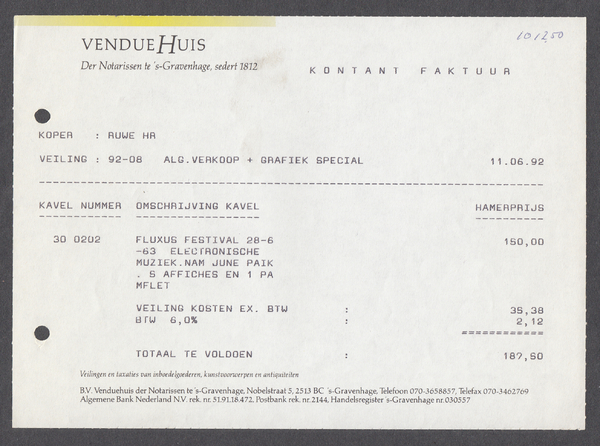 VENDUEHUIS
101250
Der Notarissen te 's-Gravenhage, sedert 1812
KONTANT FAKTUUR
KOPER : RUWE HR
VEILING : 92-08 ALG.VERKOOP + GRAFIEK SPECIAL 11.06.92
KAVEL NUMMER OMSCHRIJVING KAVEL HAMERPRIJS
30 0202 FLUXUS FESTIVAL 28-6 150,00
-63 ELECTRONISCHE
MUZIEK.NAM JUNE PAIK
. 5 AFFICHES EN 1 PA
MFLET
VEILING KOSTEN EX. BTW : 35,38
BTW 6,0% : 2,12
============
TOTAAL TE VOLDOEN : 187,50
Veilingen en taxaties van inboedelgoederen, kunstvoorwerpen en antiquiteiten
B.V. Venduehuis der Notarissen te 's-Gravenhage, Nobelstraat 5, 2513 BC 's-Gravenhage, Telefoon 070-3658857, Telefax 070-3462769
Algemene Bank Nederland N.V. rek. nr. 51.91.18.472, Postbank rek. nr. 2144, Handelsregister 's-Gravenhage nr. 030557